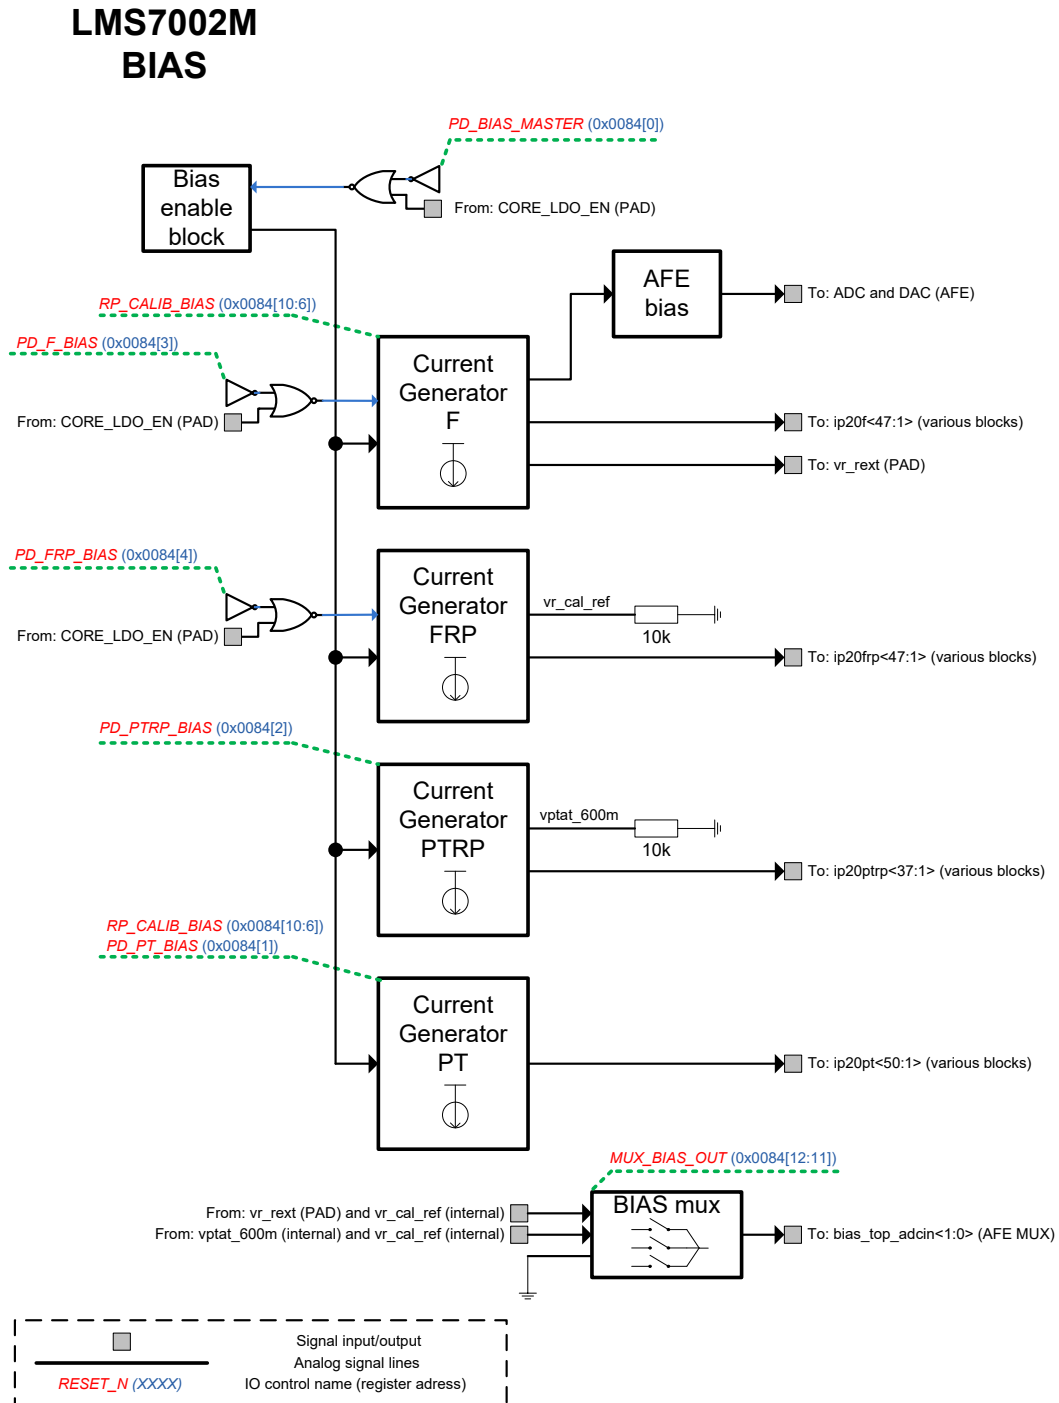 LMS7002M
BIAS
PD_BIAS_MASTER (0x0084[0])
Bias
enable
block
From: CORE_LDO_EN (PAD)
AFE
bias
To: ADC and DAC (AFE)
RP_CALIB_BIAS (0x0084[10:6])
PD_F_BIAS (0x0084[3])
From: CORE_LDO_EN (PAD)
Current
Generator
F
To: ip20f<47:1> (various blocks)
To: vr_rext (PAD)
PD_FRP_BIAS (0x0084[4])
From: CORE_LDO_EN (PAD)
Current
Generator
FRP
vr_cal_ref
10k
To: ip20frp<47:1> (various blocks)
PD_PTRP_BIAS (0x0084[2])
Current
Generator
PTRP
vptat_600m
10k
To: ip20ptrp<37:1> (various blocks)
RP_CALIB_BIAS (0x0084[10:6])
PD_PT_BIAS (0x0084[1])
Current
Generator
PT
To: ip20pt<50:1> (various blocks)
MUX_BIAS_OUT (0x0084[12:11])
BIAS mux
From: vr_rext (PAD) and vr_cal_ref (internal)
From: vptat_600m (internal) and vr_cal_ref (internal)
To: bias_top_adcin<1:0> (AFE MUX)
Signal input/output
Analog signal lines
RESET_N (XXXX) IO control name (register adress)